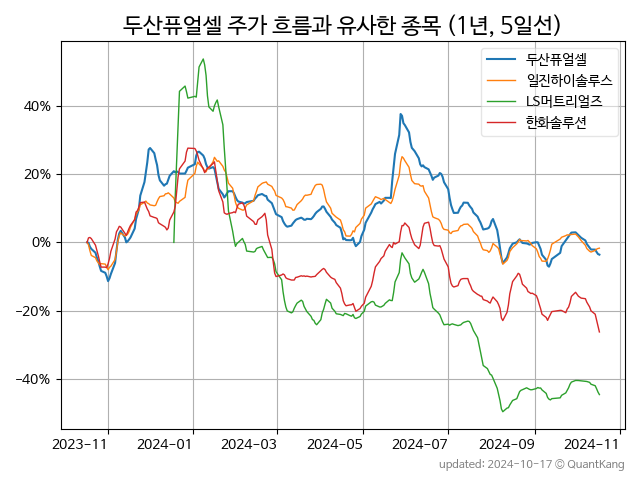 두산퓨얼셀 주가 흐름과 유사한 종목 (1년, 5일선)
두산퓨얼셀
일진하이솔루스
LS머트리얼즈
한화솔루션
40%
20%
0%
−20%
−40%
2023-11 2024-01 2024-03 2024-05 2024-07 2024-09 2024-11
updated: 2024-10-17 © QuantKang